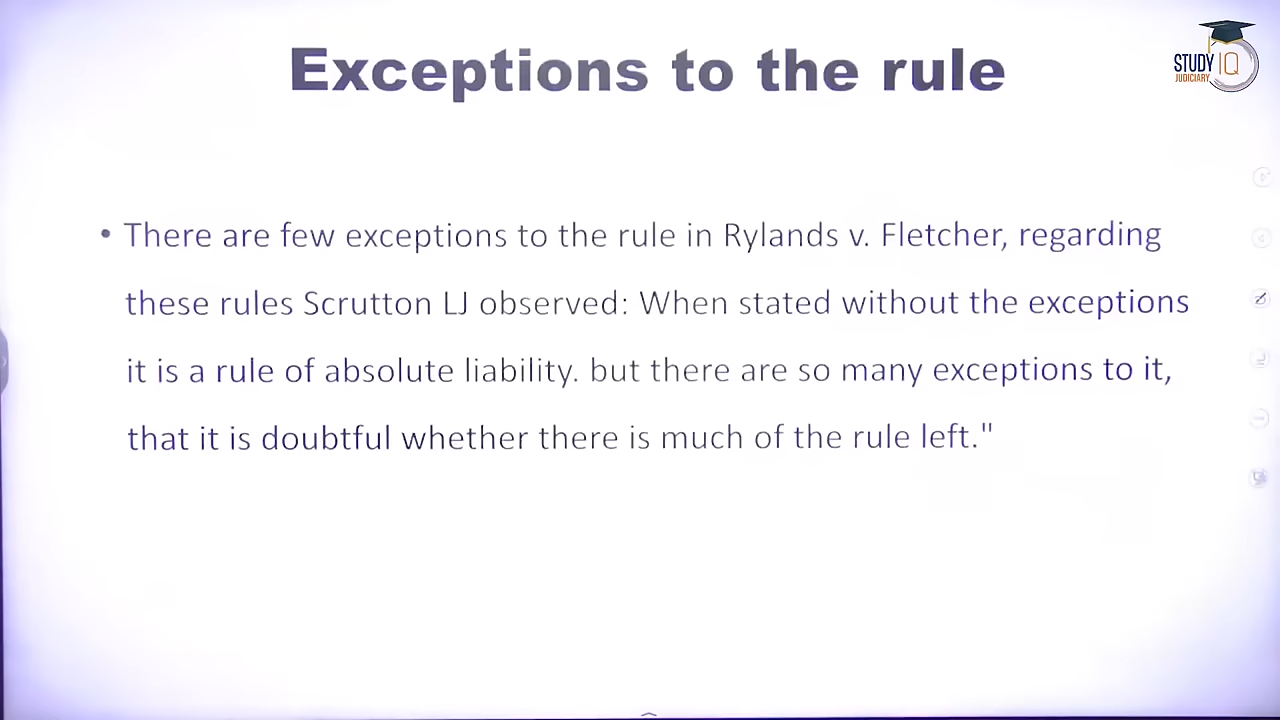 Exceptions to the rule
STUDY IQ
JUDICIARY
• There are few exceptions to the rule in Rylands v. Fletcher, regarding
these rules Scrutton LJ observed: When stated without the exceptions
it is a rule of absolute liability. but there are so many exceptions to it,
that it is doubtful whether there is much of the rule left."